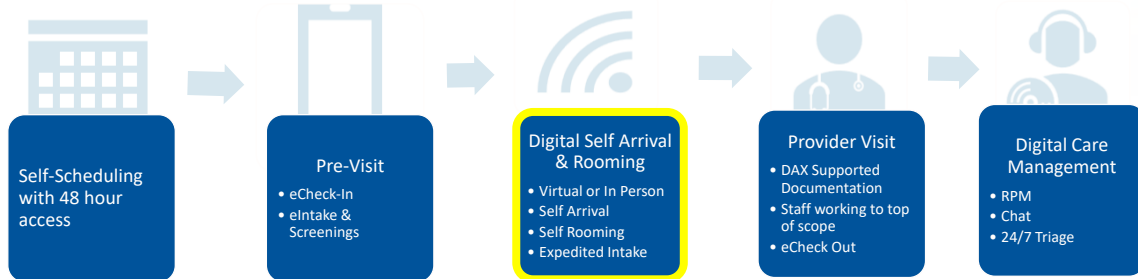 Self-Scheduling
with 48 hour
access
Pre-Visit
• eCheck-In
• eIntake &
Screenings
Digital Self Arrival
& Rooming
• Virtual or In Person
• Self Arrival
• Self Rooming
• Expedited Intake
Provider Visit
• DAX Supported
Documentation
• Staff working to top
of scope
• eCheck Out
Digital Care
Management
• RPM
• Chat
• 24/7 Triage